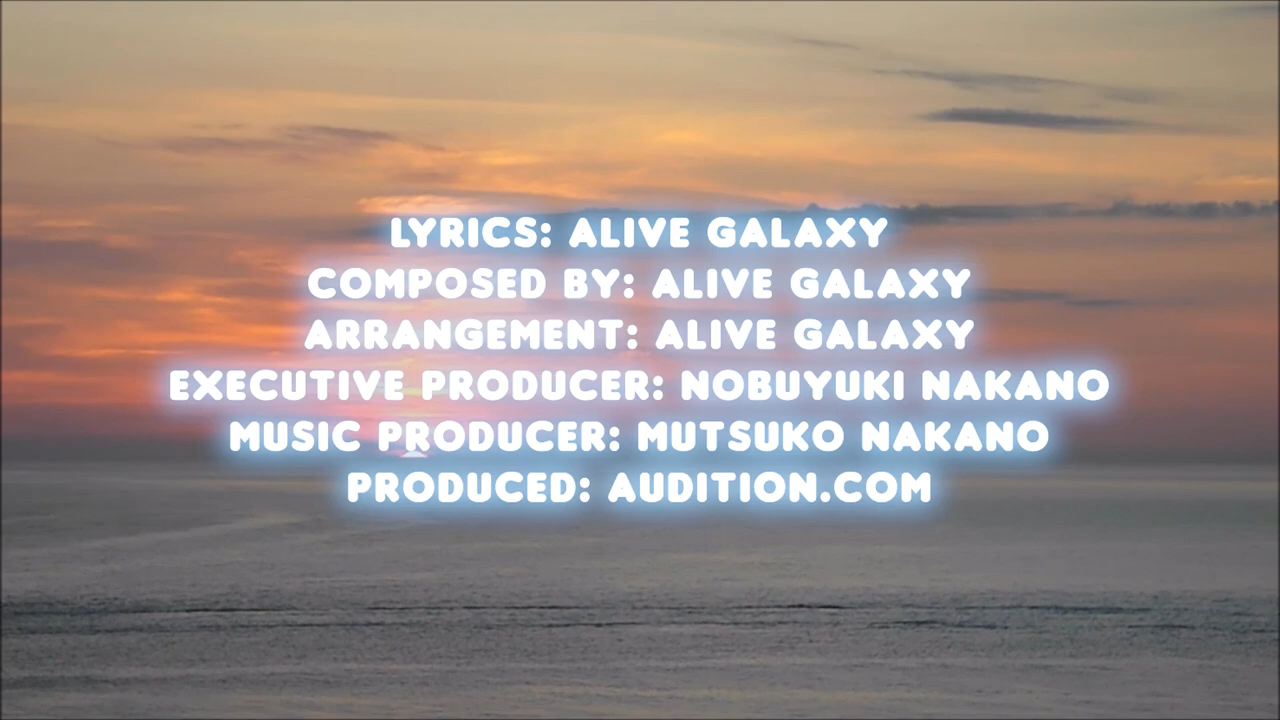 LYRICS: ALIVE GALAXY
COMPOSED BY: ALIVE GALAXY
ARRANGEMENT: ALIVE GALAXY
EXECUTIVE PRODUCER: NOBUYUKI NAKANO
MUSIC PRODUCER: MUTSUKO NAKANO
PRODUCED: AUDITION.COM